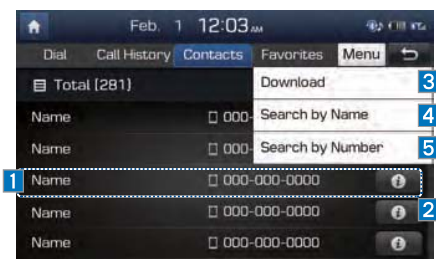 Feb. 1 12:03 AM
Dial Call History Contacts Favorites Menu
Total (281) Download 3
Name 000- Search by Name 4
Name 000- Search by Number 5
1 Name 000-000-0000
Name 000-000-0000 2
Name 000-000-0000